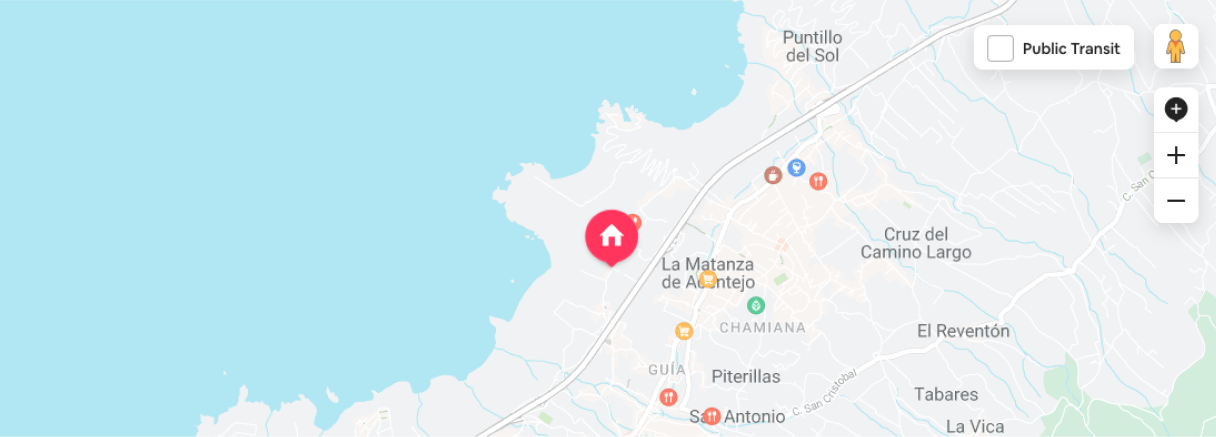 Puntillo
del Sol
Public Transit
C. San C
Cruz del
Camino Largo
La Matanza
de Acentejo
CHAMIANA
El Reventón
GUÍA
Piterillas
C. San Cristobal
Tabares
San Antonio
La Vica